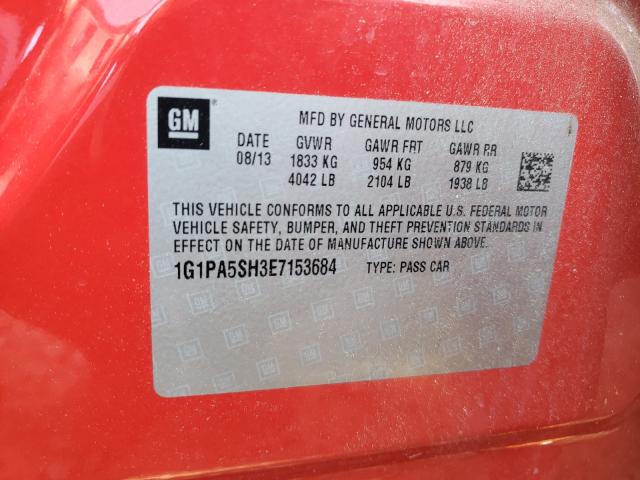 GM
MFD BY GENERAL MOTORS LLC
DATE GVWR GAWR FRT GAWR RR
08/13 1833 KG 954 KG 879 KG
4042 LB 2104 LB 1938 LB
THIS VEHICLE CONFORMS TO ALL APPLICABLE U.S. FEDERAL MOTOR
VEHICLE SAFETY, BUMPER, AND THEFT PREVENTION STANDARDS IN
EFFECT ON THE DATE OF MANUFACTURE SHOWN ABOVE.
1G1PA5SH3E7153684 TYPE: PASS CAR